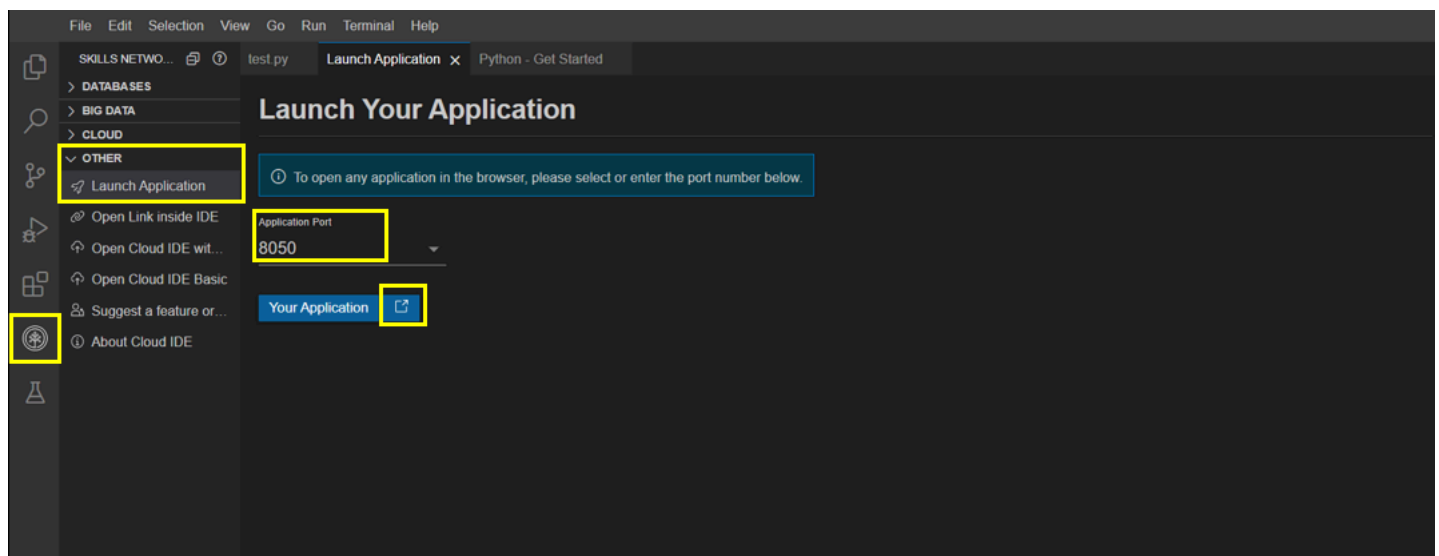 File Edit Selection View Go Run Terminal Help
SKILLS NETWO...
test.py Launch Application Python - Get Started
DATABASES
BIG DATA
CLOUD
OTHER
Launch Application
Open Link inside IDE
Open Cloud IDE wit...
Open Cloud IDE Basic
Suggest a feature or...
About Cloud IDE
Launch Your Application
To open any application in the browser, please select or enter the port number below.
Application Port
8050
Your Application